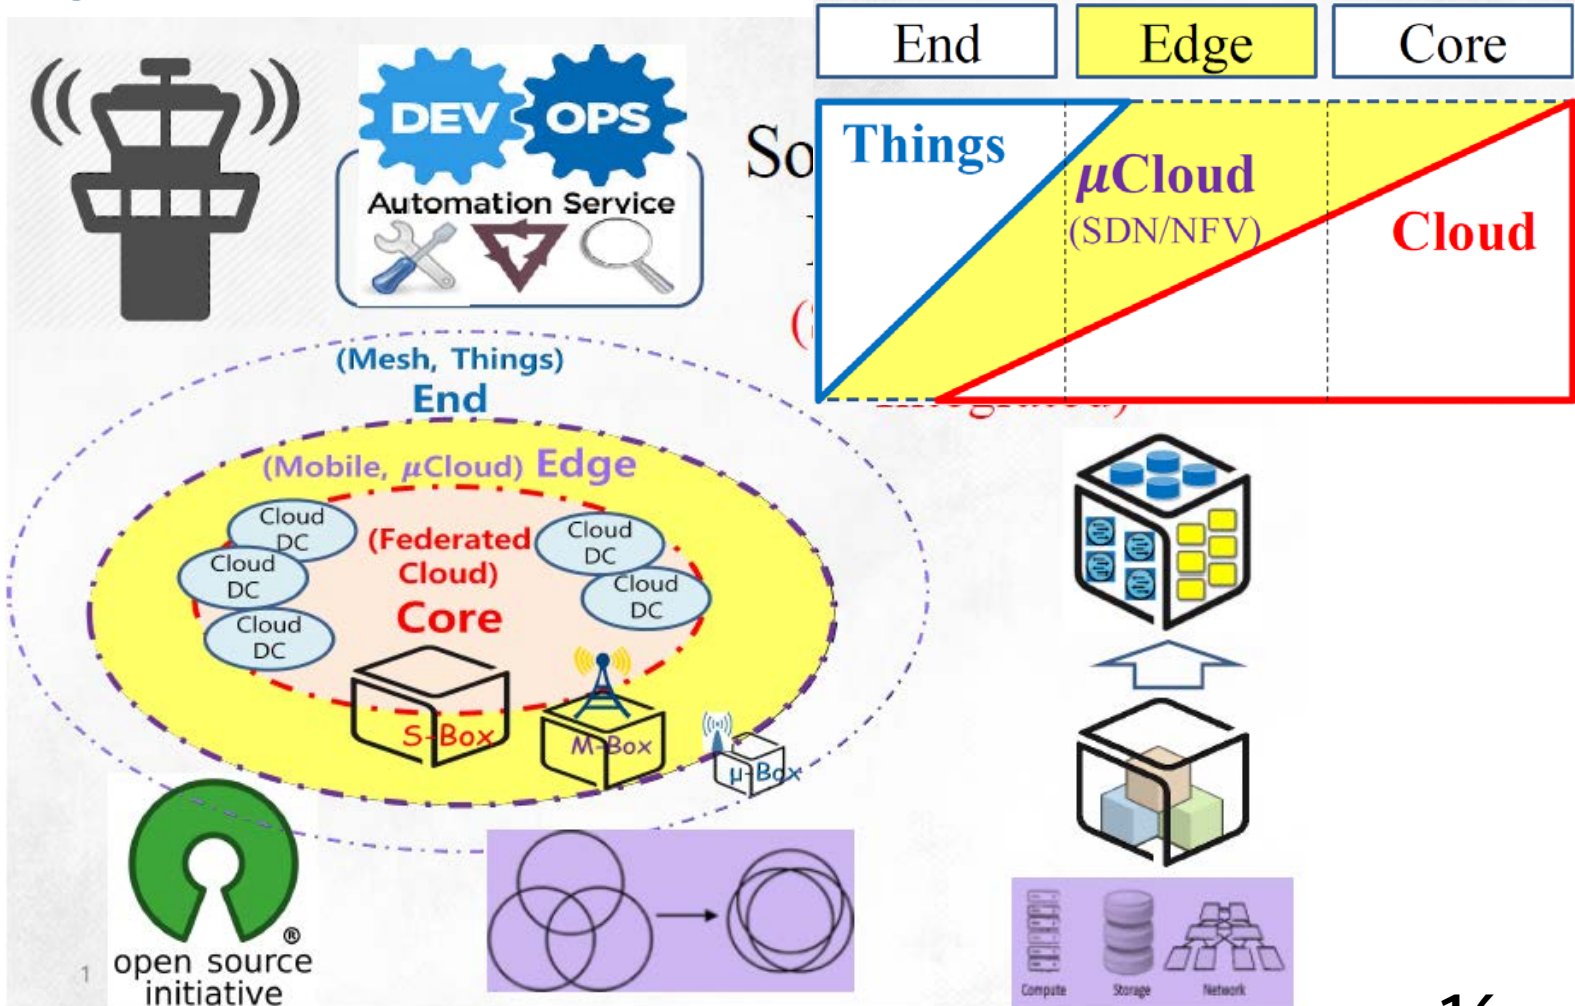 End
Edge
Core
DEV OPS
Automation Service
So
Things
μCloud
(SDN/NFV)
Cloud
(Mesh, Things)
End
(Mobile, μCloud) Edge
Cloud
DC
Cloud
DC
Cloud
DC
(Federated
Cloud)
Core
Cloud
DC
Cloud
DC
S-Box
M-Box
μ-Box
®
open source
initiative
1
Compute
Storage
Network